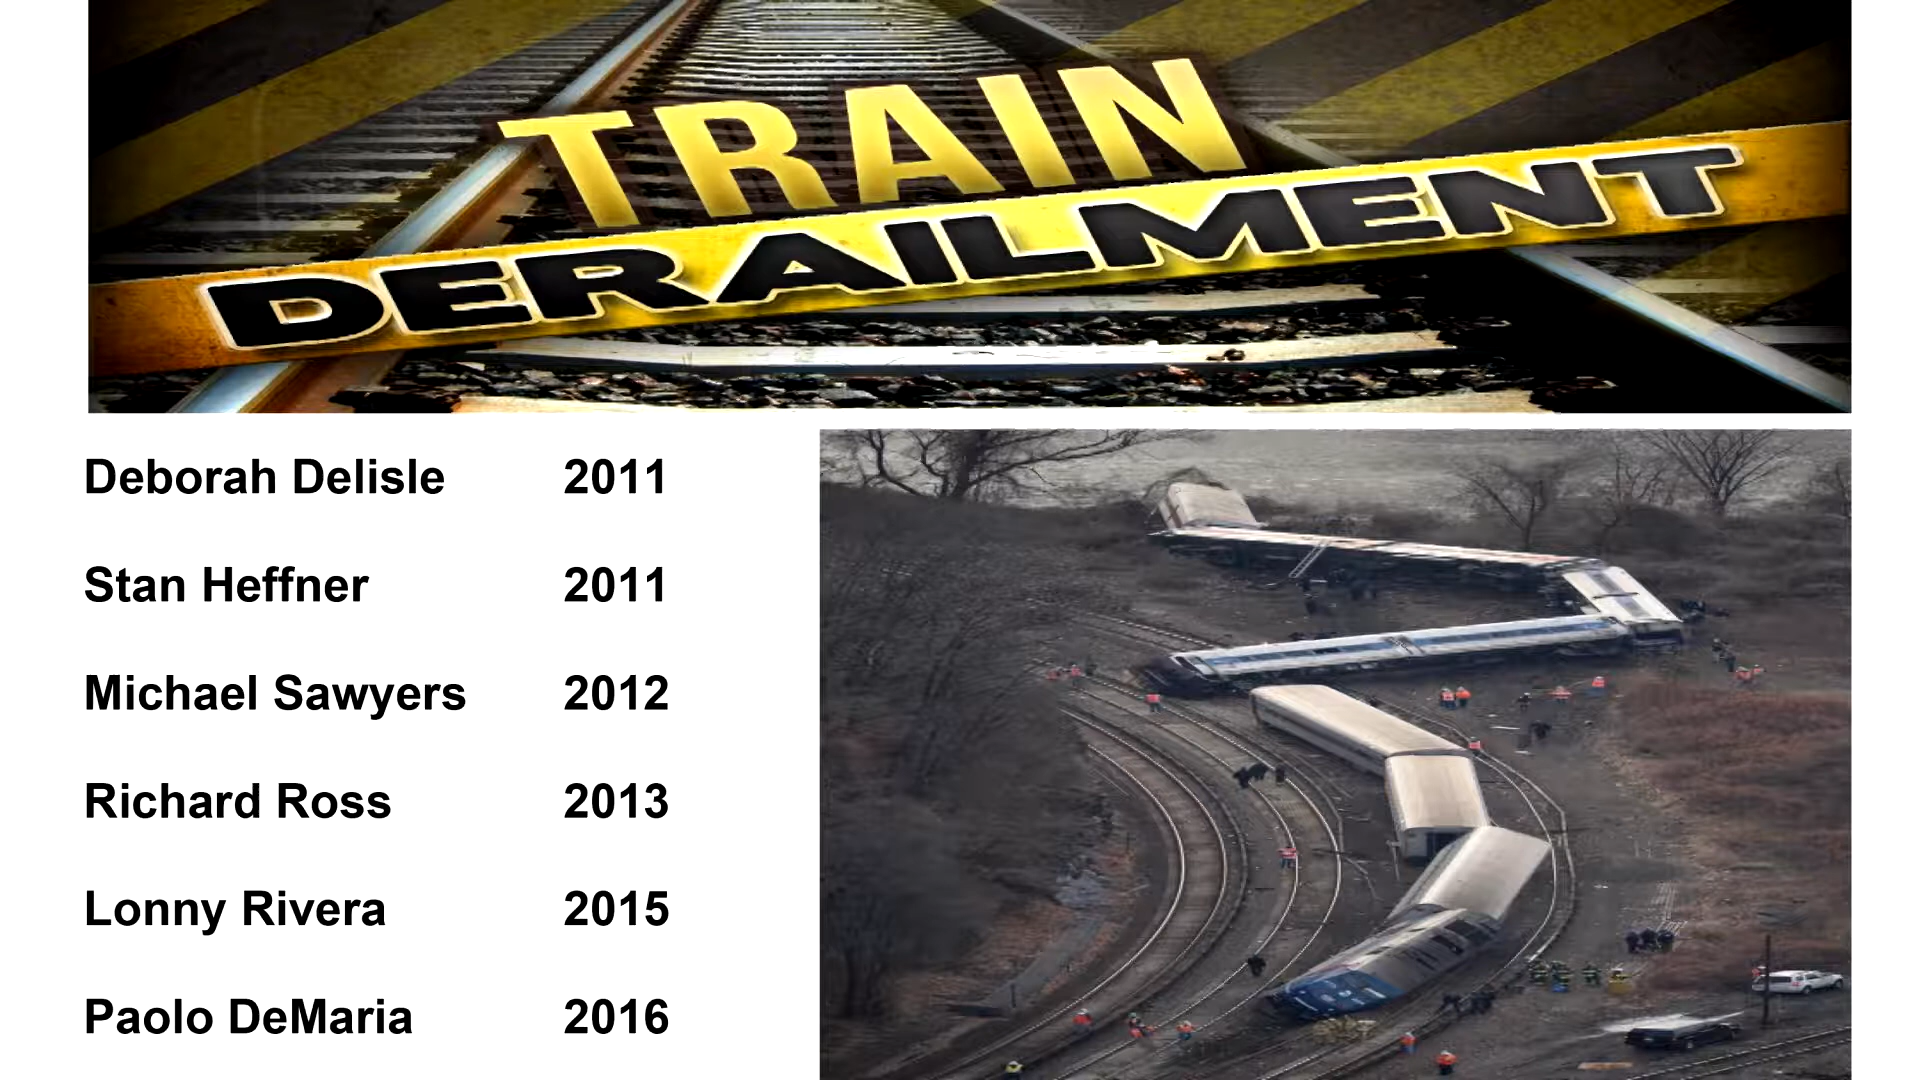 TRAIN
DERAILMENT
Deborah Delisle 2011
Stan Heffner 2011
Michael Sawyers 2012
Richard Ross 2013
Lonny Rivera 2015
Paolo DeMaria 2016